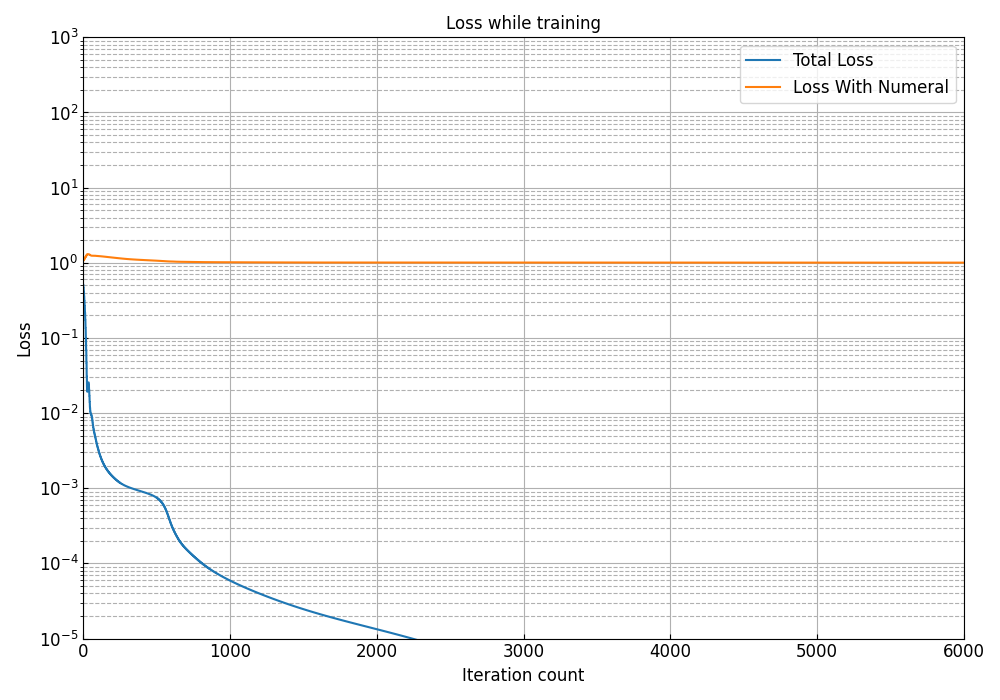 Loss while training
10³
10²
10¹
10⁰
10⁻¹
10⁻²
10⁻³
10⁻⁴
10⁻⁵
Loss
Total Loss
Loss With Numeral
0 1000 2000 3000 4000 5000 6000
Iteration count